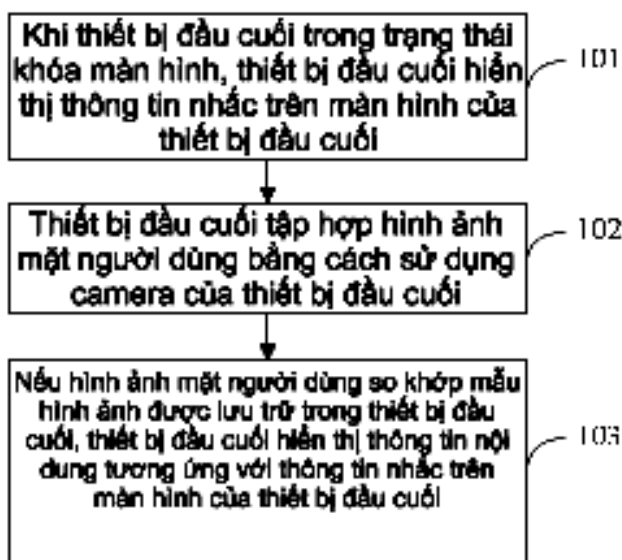 Khi thiết bị đầu cuối trong trạng thái
khóa màn hình, thiết bị đầu cuối hiển
thị thông tin nhắc trên màn hình của
thiết bị đầu cuối
101
Thiết bị đầu cuối tập hợp hình ảnh
mặt người dùng bằng cách sử dụng
camera của thiết bị đầu cuối
102
Nếu hình ảnh mặt người dùng so khớp mẫu
hình ảnh được lưu trữ trong thiết bị đầu
cuối, thiết bị đầu cuối hiển thị thông tin nội
dung tương ứng với thông tin nhắc trên
màn hình của thiết bị đầu cuối
103